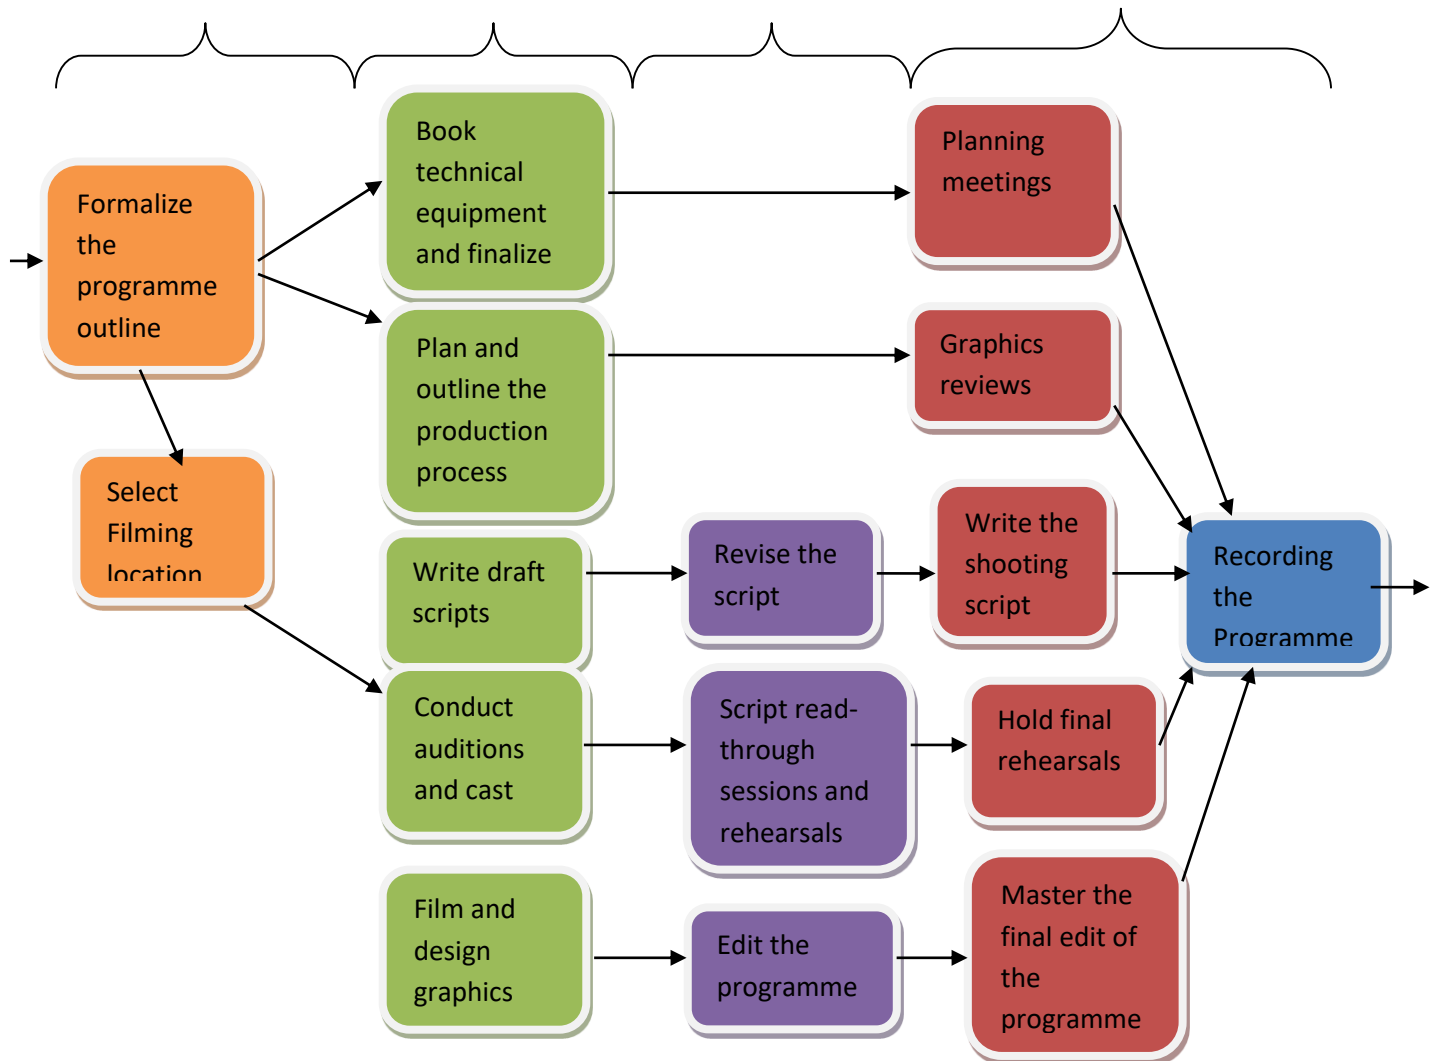 Formalize
the
programme
outline
Select
Filming
location
Book
technical
equipment
and finalize
Plan and
outline the
production
process
Write draft
scripts
Conduct
auditions
and cast
Film and
design
graphics
Revise the
script
Script read-
through
sessions and
rehearsals
Edit the
programme
Planning
meetings
Graphics
reviews
Write the
shooting
script
Hold final
rehearsals
Master the
final edit of
the
programme
Recording
the
Programme